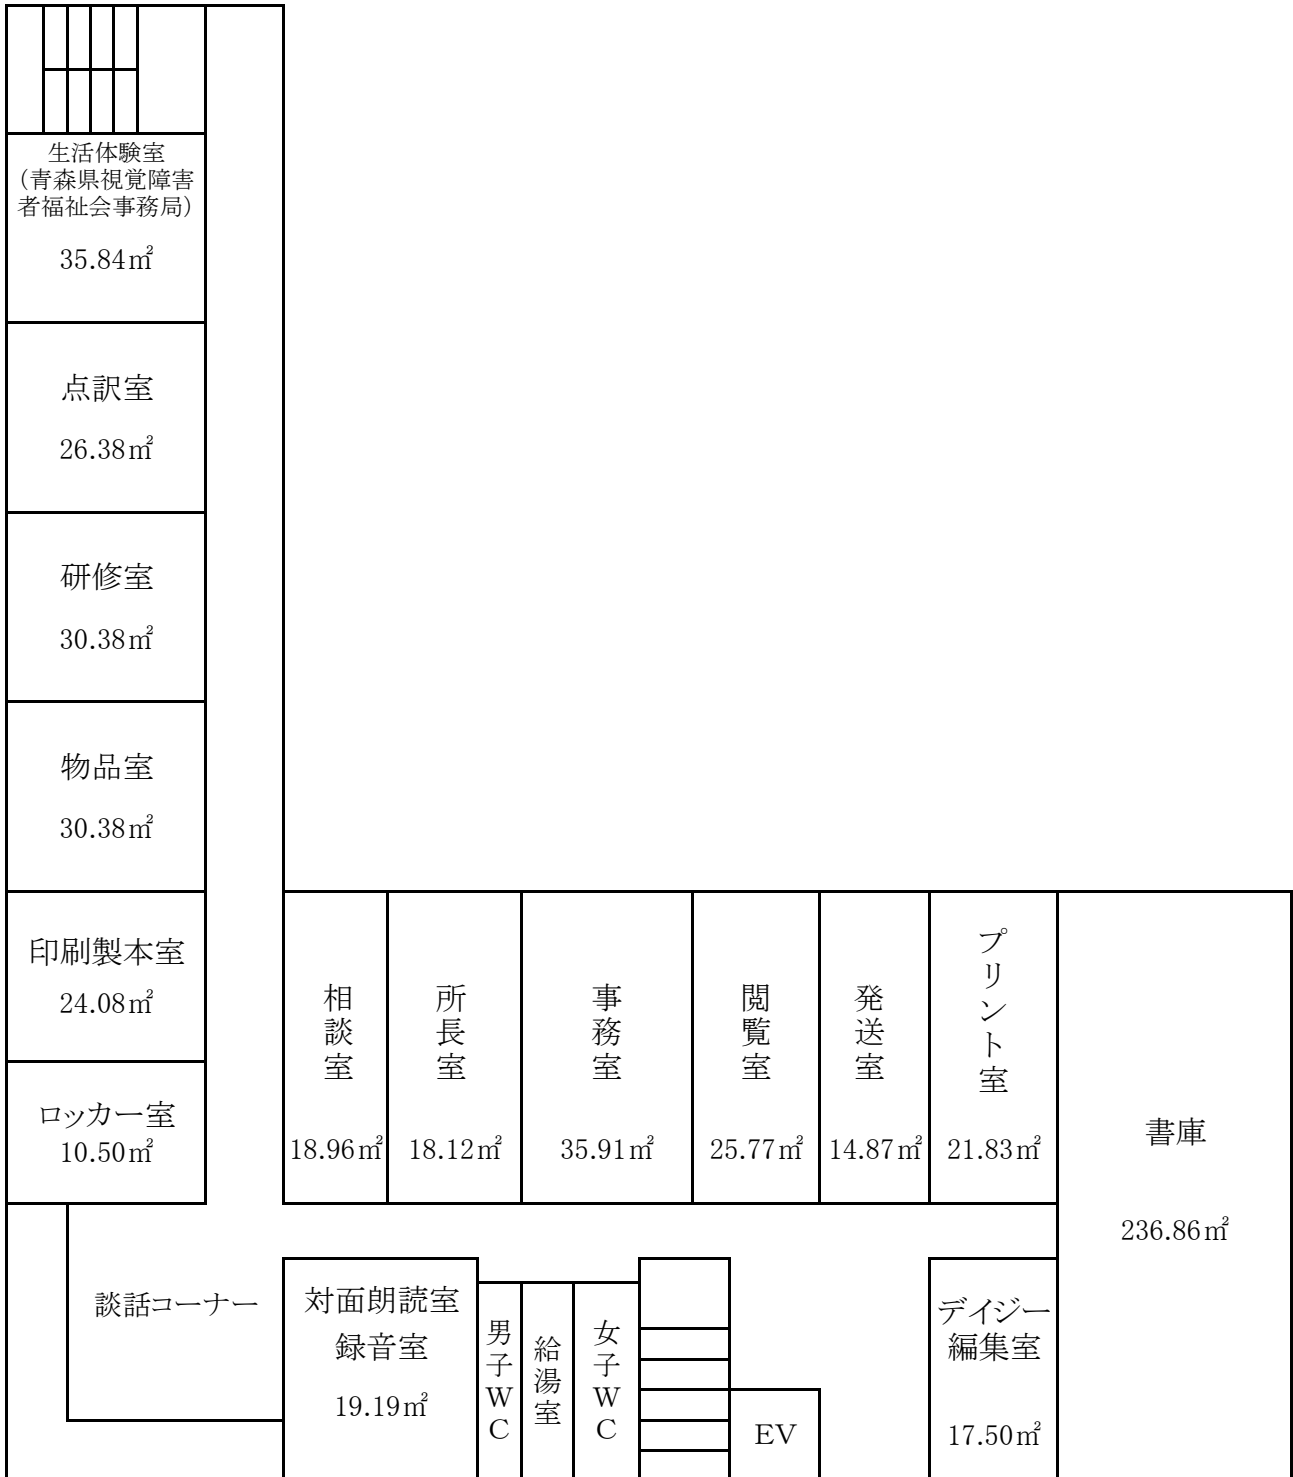 生活体験室
（青森県視覚障害
者福祉会事務局）
35.84㎡
点訳室
26.38㎡
研修室
30.38㎡
物品室
30.38㎡
印刷製本室
24.08㎡
ロッカー室
10.50㎡
相談室
18.96㎡
所長室
18.12㎡
事務室
35.91㎡
閲覧室
25.77㎡
発送室
14.87㎡
プリント室
21.83㎡
書庫
236.86㎡
談話コーナー
対面朗読室
録音室
19.19㎡
男子WC
給湯室
女子WC
EV
デイジー
編集室
17.50㎡